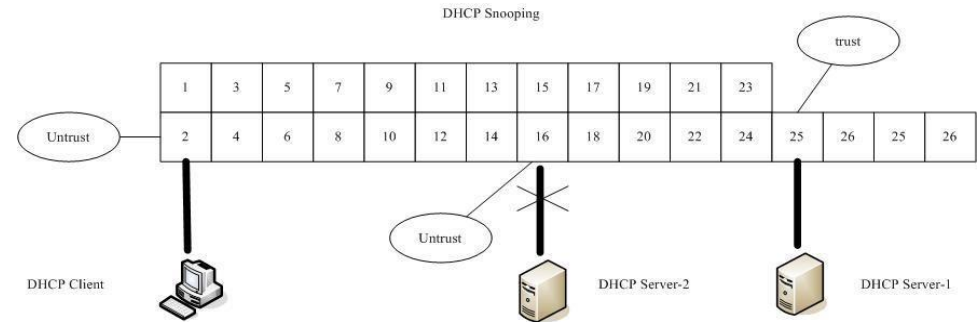 DHCP Snooping
trust
1 3 5 7 9 11 13 15 17 19 21 23
Untrust
2 4 6 8 10 12 14 16 18 20 22 24 25 26 25 26
Untrust
DHCP Client
DHCP Server-2
DHCP Server-1